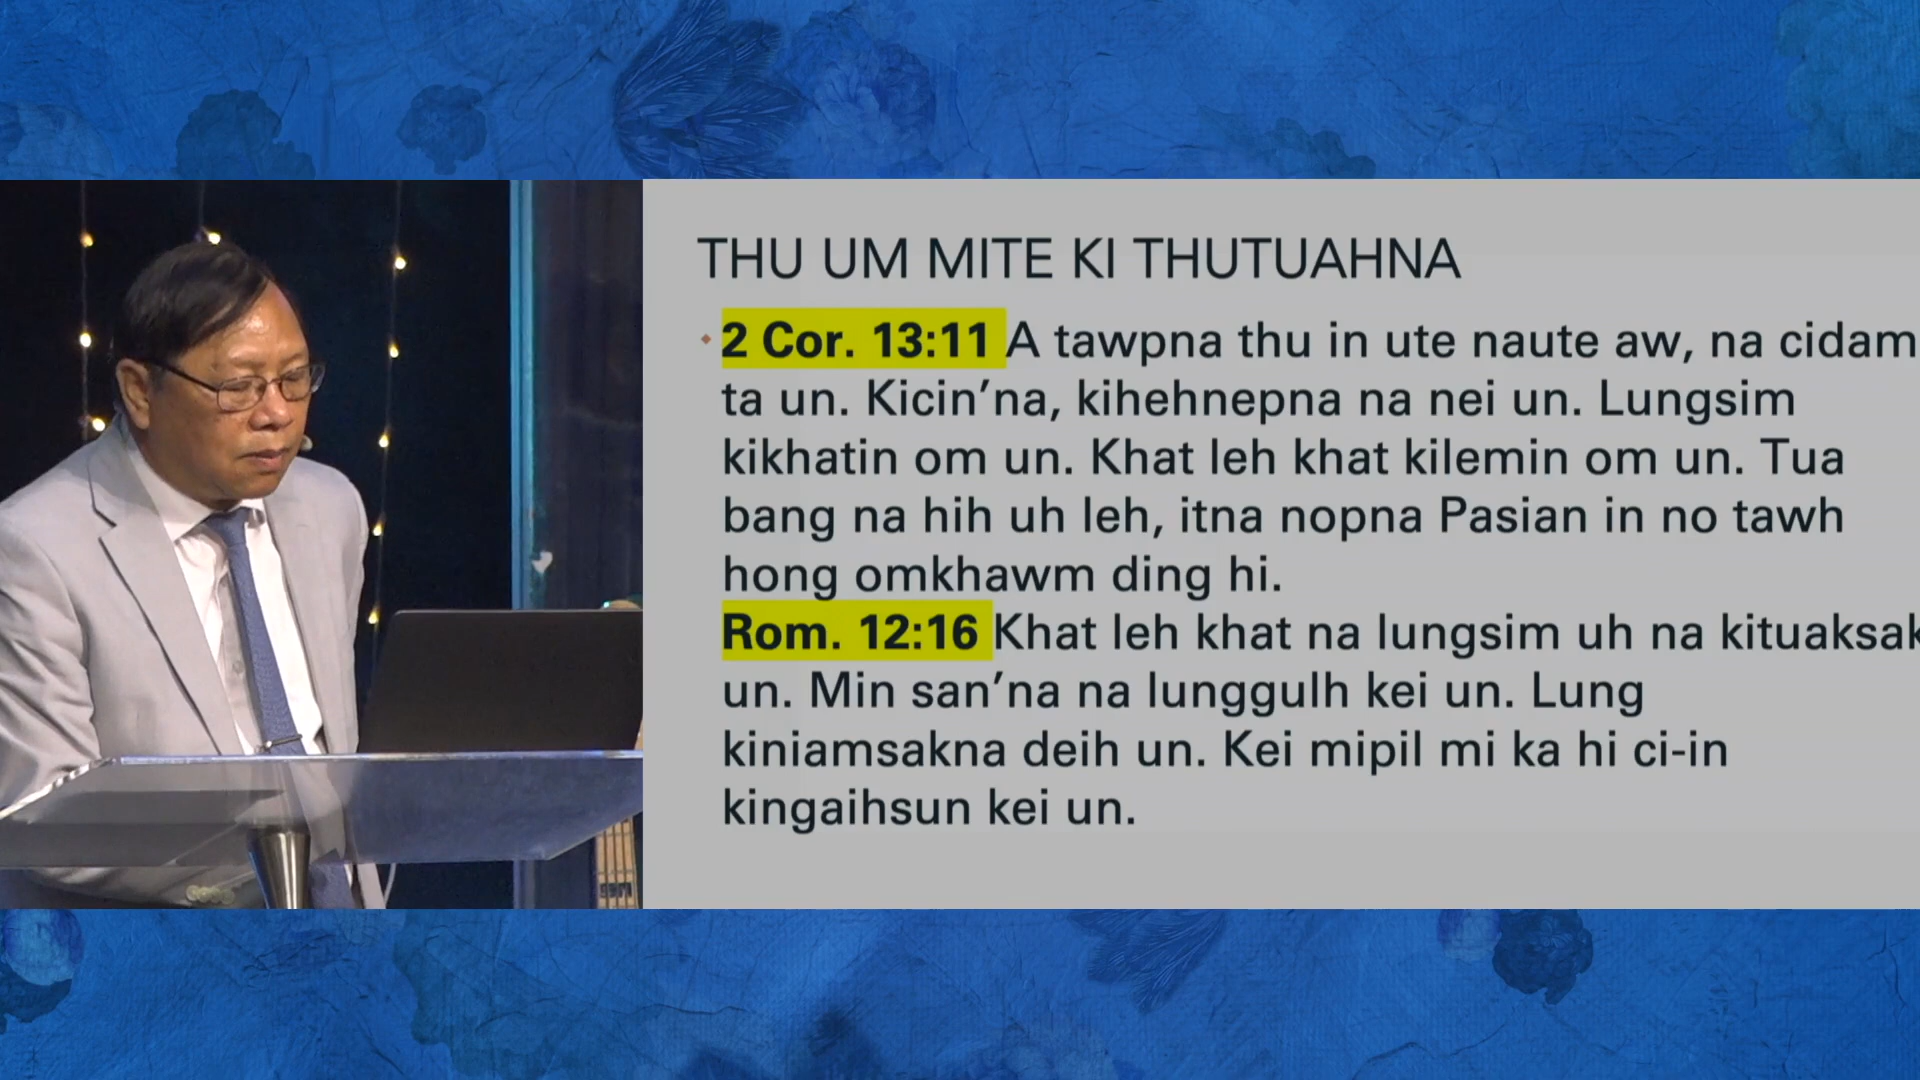 THU UM MITE KI THUTUAHNA
2 Cor. 13:11 A tawpna thu in ute naute aw, na cidam
ta un. Kicin’na, kihehnepna na nei un. Lungsim
kikhatin om un. Khat leh khat kilemin om un. Tua
bang na hih uh leh, itna nopna Pasian in no tawh
hong omkhawm ding hi.
Rom. 12:16 Khat leh khat na lungsim uh na kituaksak
un. Min san’na na lunggulh kei un. Lung
kiniamsakna deih un. Kei mipil mi ka hi ci-in
kingaihsun kei un.